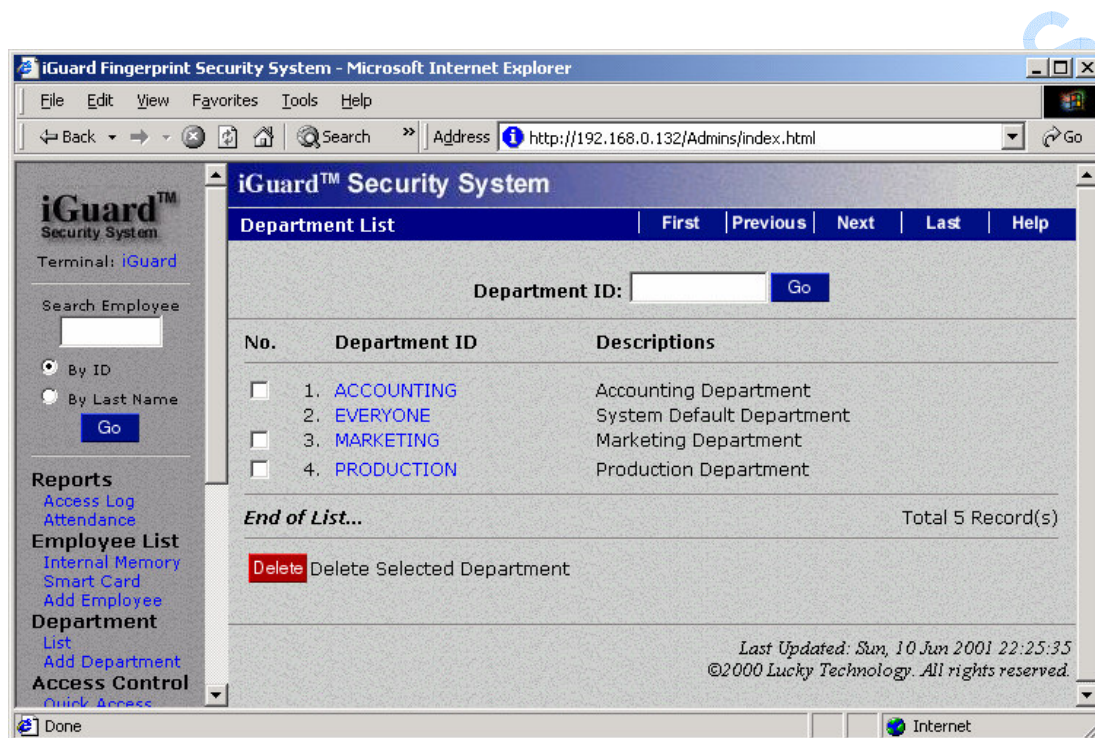 iGuard Fingerprint Security System - Microsoft Internet Explorer
File Edit View Favorites Tools Help
Back Search » Address http://192.168.0.132/Admins/index.html Go
iGuard™
Security System
Terminal: iGuard
Search Employee
By ID
By Last Name
Go
Reports
Access Log
Attendance
Employee List
Internal Memory
Smart Card
Add Employee
Department
List
Add Department
Access Control
Quick Access
iGuard™ Security System
Department List First Previous Next Last Help
Department ID: Go
No. Department ID Descriptions
1. ACCOUNTING Accounting Department
2. EVERYONE System Default Department
3. MARKETING Marketing Department
4. PRODUCTION Production Department
End of List... Total 5 Record(s)
Delete Delete Selected Department
Last Updated: Sun, 10 Jun 2001 22:25:35
©2000 Lucky Technology. All rights reserved.
Done Internet